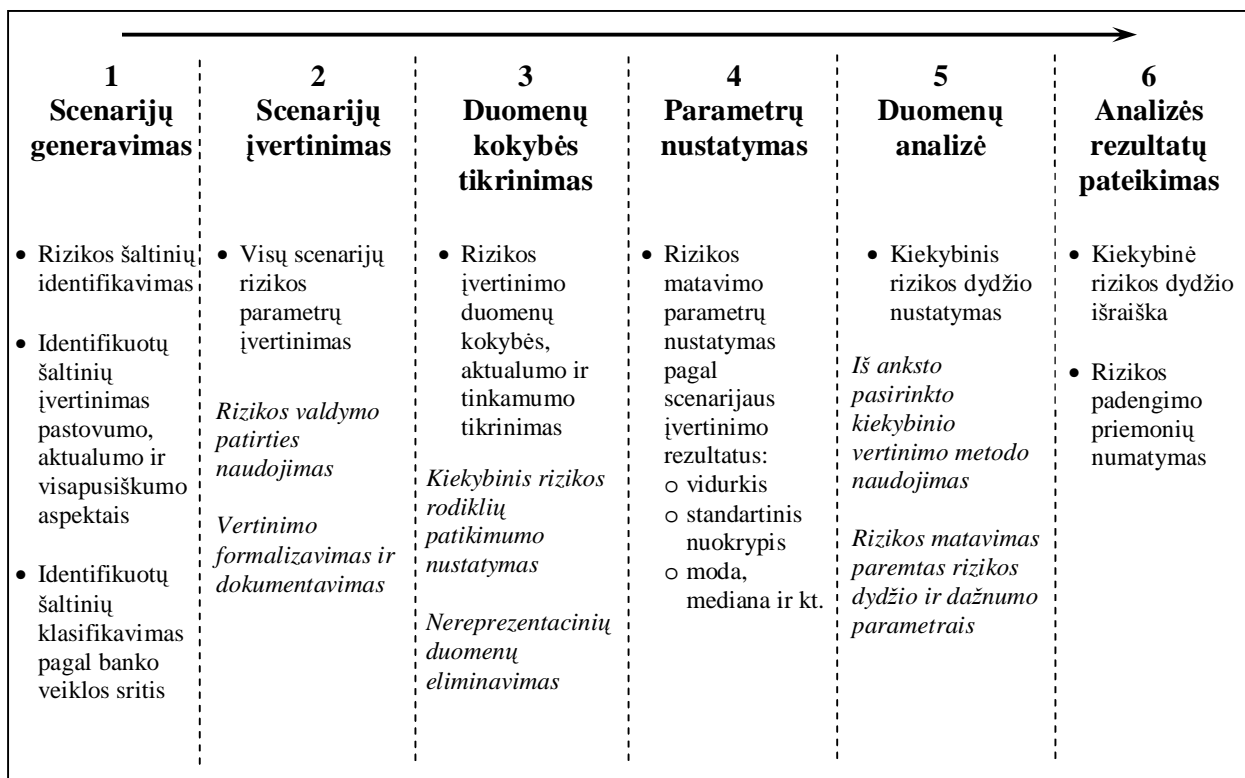 1
Scenarijų
generavimas
• Rizikos šaltinių
identifikavimas
• Identifikuotų
šaltinių
įvertinimas
pastovumo,
aktualumo ir
visapusiškumo
aspektais
• Identifikuotų
šaltinių
klasifikavimas
pagal banko
veiklos sritis
2
Scenarijų
įvertinimas
• Visų scenarijų
rizikos
parametrų
įvertinimas
Rizikos valdymo
patirties
naudojimas
Vertinimo
formalizavimas ir
dokumentavimas
3
Duomenų
kokybės
tikrinimas
• Rizikos
įvertinimo
duomenų
kokybės,
aktualumo ir
tinkamumo
tikrinimas
Kiekybinis rizikos
rodiklių
patikimumo
nustatymas
Nereprezentacinių
duomenų
eliminavimas
4
Parametrų
nustatymas
• Rizikos
matavimo
parametrų
nustatymas
pagal
scenarijaus
įvertinimo
rezultatus:
o vidurkis
o standartinis
nuokrypis
o moda,
mediana ir kt.
5
Duomenų
analizė
• Kiekybinis
rizikos dydžio
nustatymas
Iš anksto
pasirinkto
kiekybinio
vertinimo metodo
naudojimas
Rizikos matavimas
paremtas rizikos
dydžio ir dažnumo
parametrais
6
Analizės
rezultatų
pateikimas
• Kiekybinė
rizikos dydžio
išraiška
• Rizikos
padengimo
priemonių
numatymas